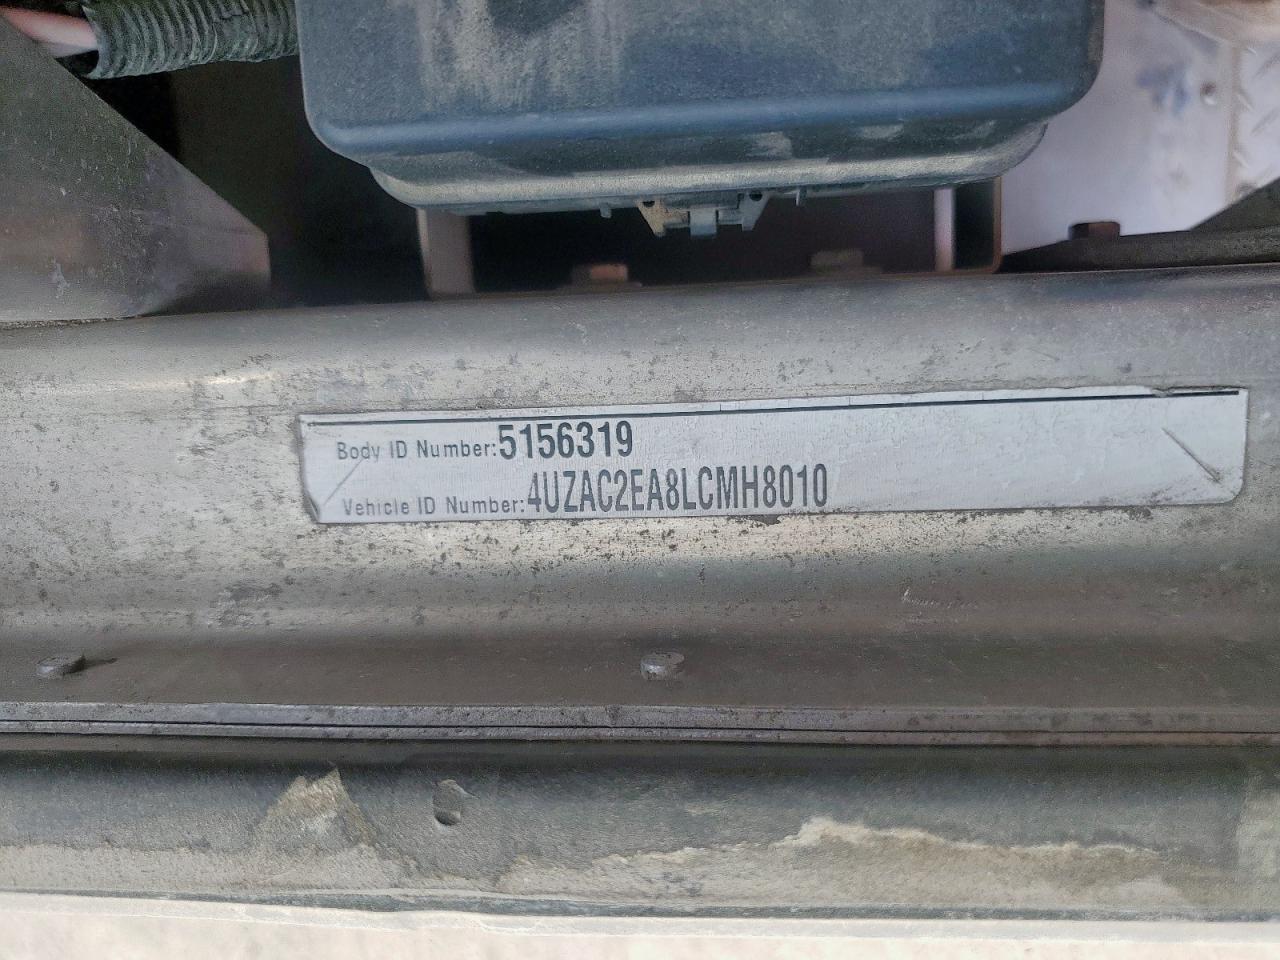 Body ID Number:5156319
Vehicle ID Number:4UZAC2EA8LCMH8010